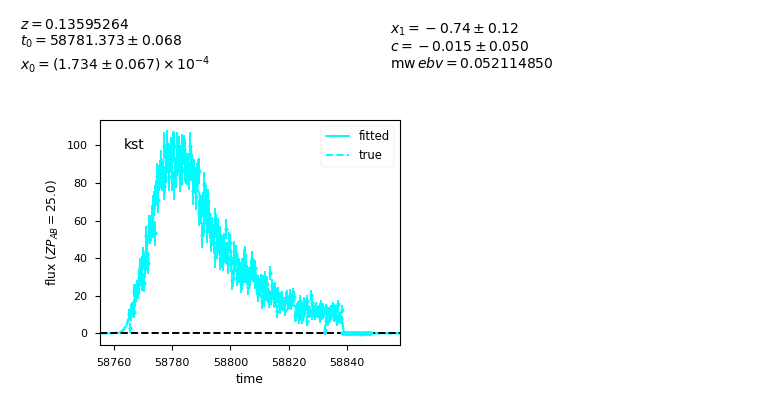 z = 0.13595264
t₀ = 58781.373 ± 0.068
x₀ = (1.734 ± 0.067) × 10⁻⁴
x₁ = −0.74 ± 0.12
c = −0.015 ± 0.050
mw ebv = 0.052114850
kst
fitted
true
flux (ZP_AB = 25.0)
100
80
60
40
20
0
58760 58780 58800 58820 58840
time